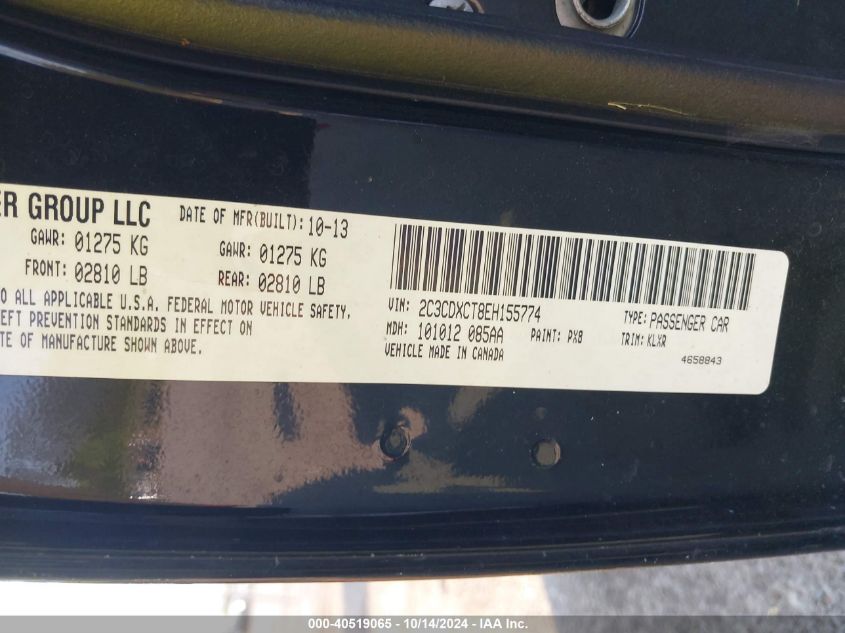 ER GROUP LLC DATE OF MFR(BUILT): 10-13
GAWR: 01275 KG GAWR: 01275 KG
FRONT: 02810 LB REAR: 02810 LB
TO ALL APPLICABLE U.S.A. FEDERAL MOTOR VEHICLE SAFETY,
EFT PREVENTION STANDARDS IN EFFECT ON
TE OF MANUFACTURE SHOWN ABOVE.
VIN: 2C3CDXCT8EH155774 TYPE: PASSENGER CAR
MDH: 101012 085AA PAINT: PX8 TRIM: KLXR
VEHICLE MADE IN CANADA 4658843
000-40519065 - 10/14/2024 - IAA Inc.